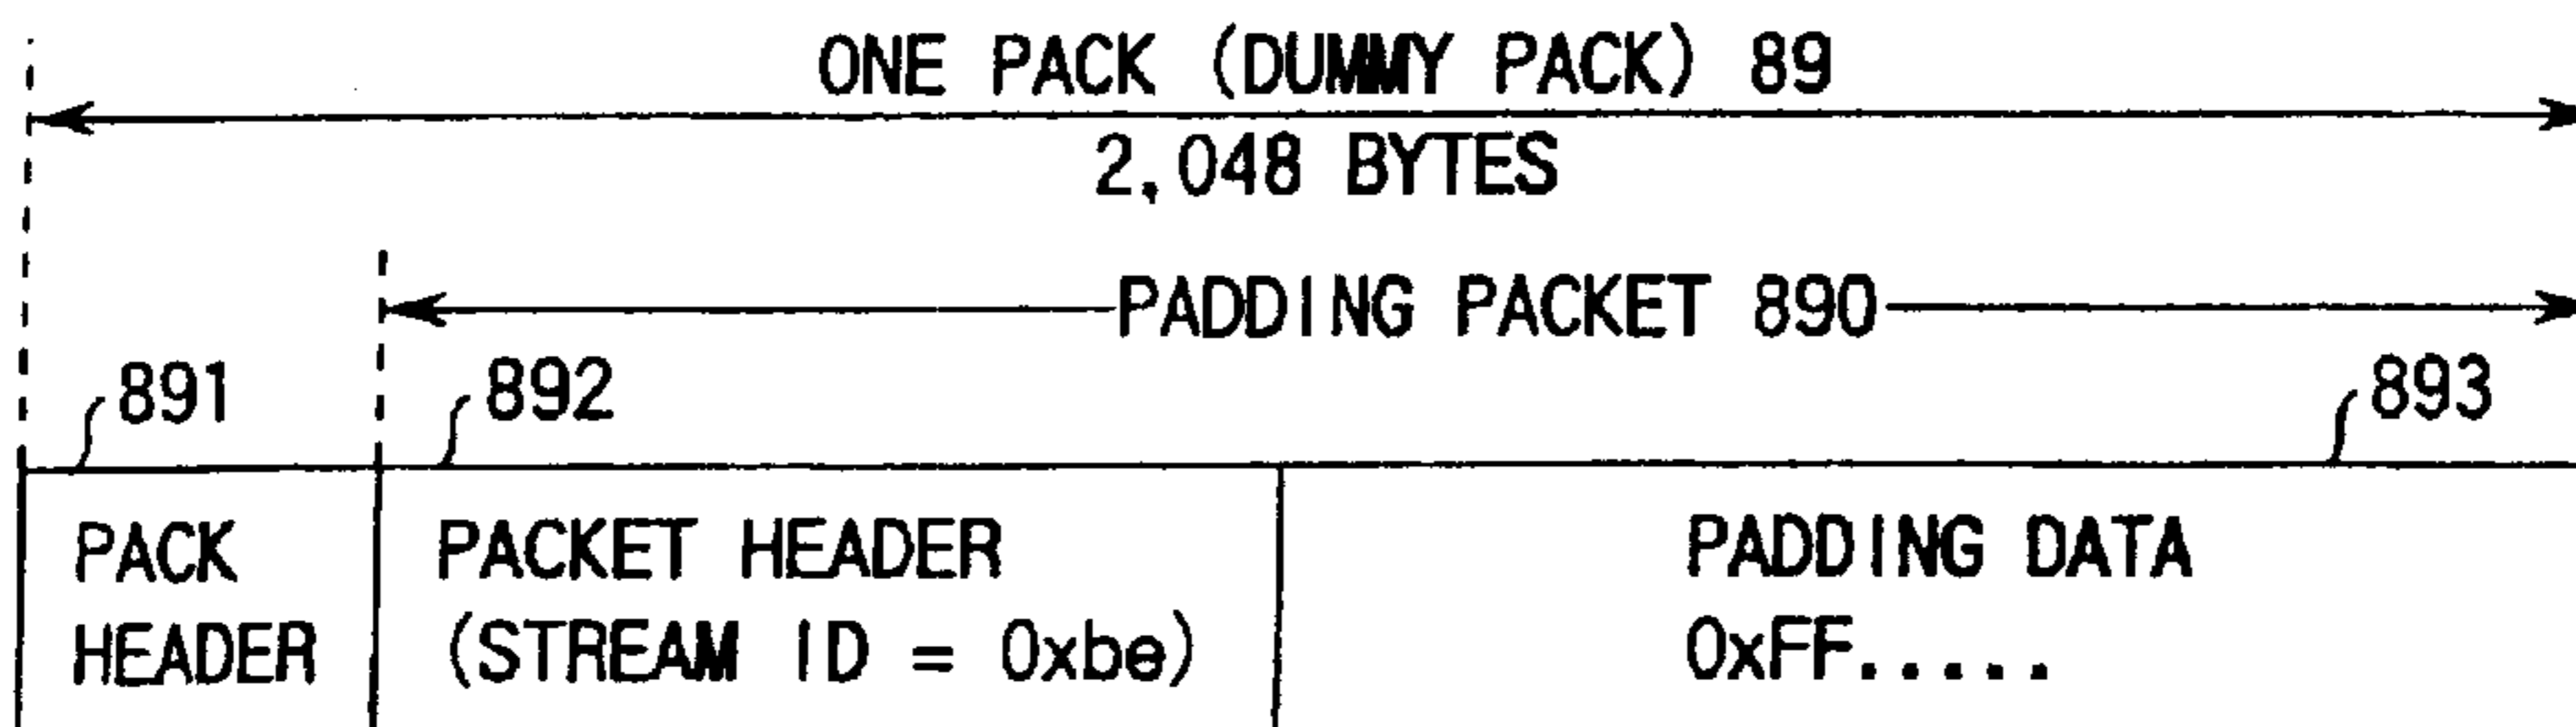 ONE PACK (DUMMY PACK) 89
2,048 BYTES
PADDING PACKET 890
891
892
893
PACK
HEADER
PACKET HEADER
(STREAM ID = 0xbe)
PADDING DATA
0xFF.....